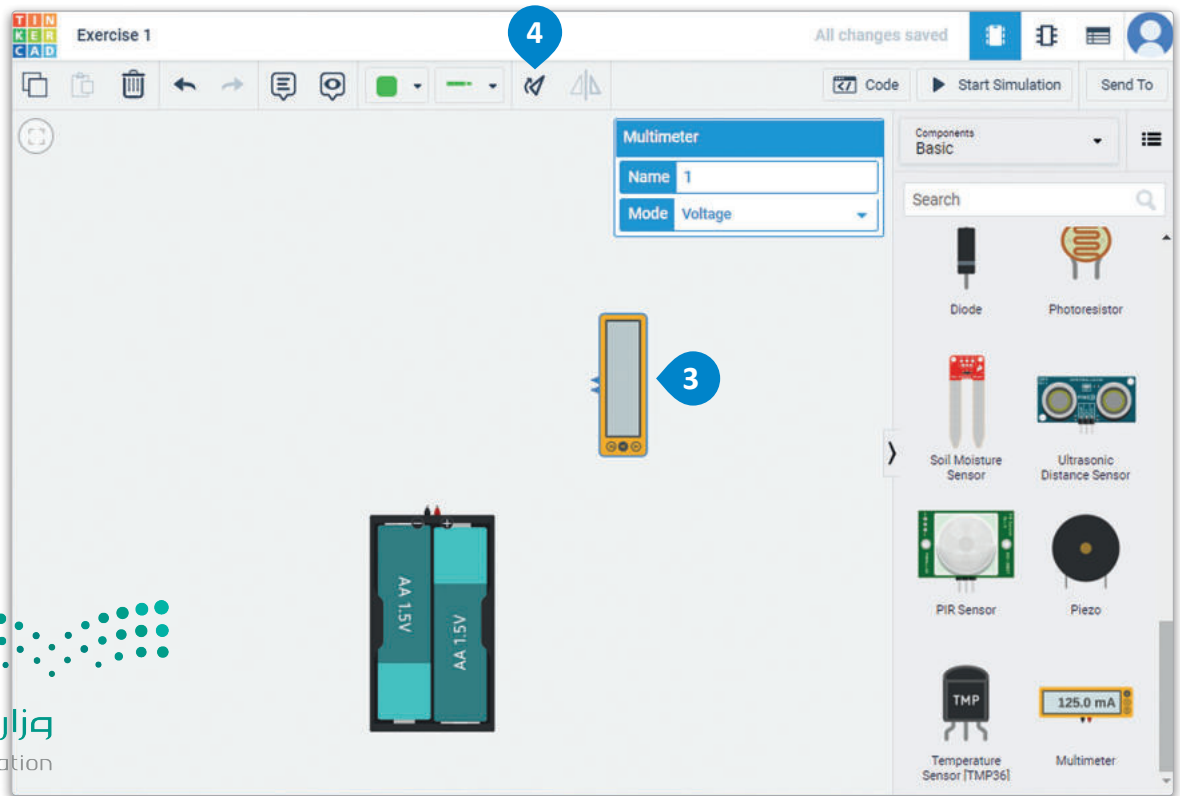 TIN
KER
CAD
Exercise 1
4
All changes saved
Code
Start Simulation
Send To
Multimeter
Name 1
Mode Voltage
Components
Basic
Search
Diode
Photoresistor
3
Soil Moisture
Sensor
Ultrasonic
Distance Sensor
AA 1.5V
AA 1.5V
PIR Sensor
Piezo
TMP
125.0 mA
Temperature
Sensor [TMP36]
Multimeter